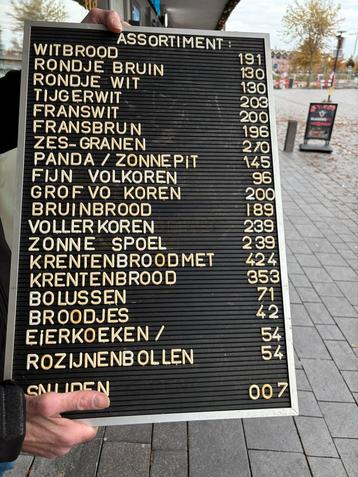 ASSORTIMENT:
WITBROOD 191
RONDJE BRUIN 130
RONDJE WIT 130
TIJGERWIT 203
FRANSWIT 200
FRANSBRUN 196
ZES-GRANEN 270
PANDA/ZONNEPIT 145
FIJN VOLKOREN 96
GROF VO KOREN 200
BRUINBROOD 189
VOLLERKOREN 239
ZONNE SPOEL 239
KRENTENBROODMET 424
KRENTENBROOD 353
BOLUSSEN 71
BROODJES 42
EIERKOEKEN/ 54
ROZIJNENBOLLEN 54
SNIJDEN 007